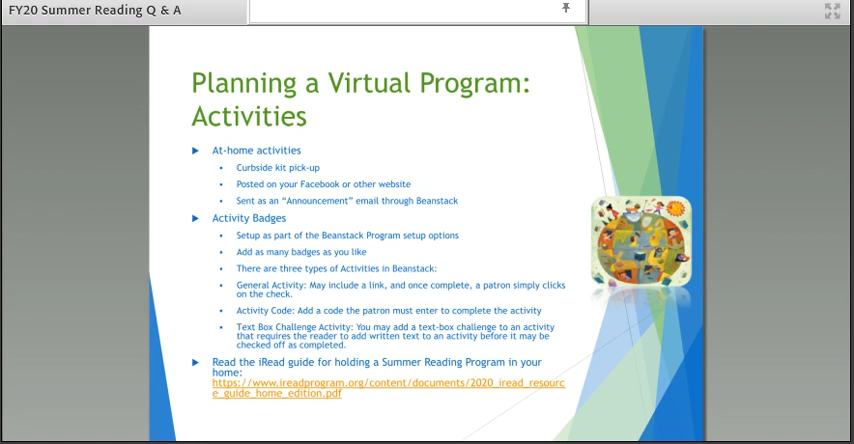 FY20 Summer Reading Q & A
Planning a Virtual Program:
Activities
At-home activities
Curbside kit pick-up
Posted on your Facebook or other website
Sent as an “Announcement” email through Beanstack
Activity Badges
Setup as part of the Beanstack Program setup options
Add as many badges as you like
There are three types of Activities in Beanstack:
General Activity: May include a link, and once complete, a patron simply clicks
on the check.
Activity Code: Add a code the patron must enter to complete the activity
Text Box Challenge Activity: You may add a text-box challenge to an activity
that requires the reader to add written text to an activity before it may be
checked off as completed.
Read the iRead guide for holding a Summer Reading Program in your
home:
https://www.ireadprogram.org/content/documents/2020_iread_resourc
e_guide_home_edition.pdf